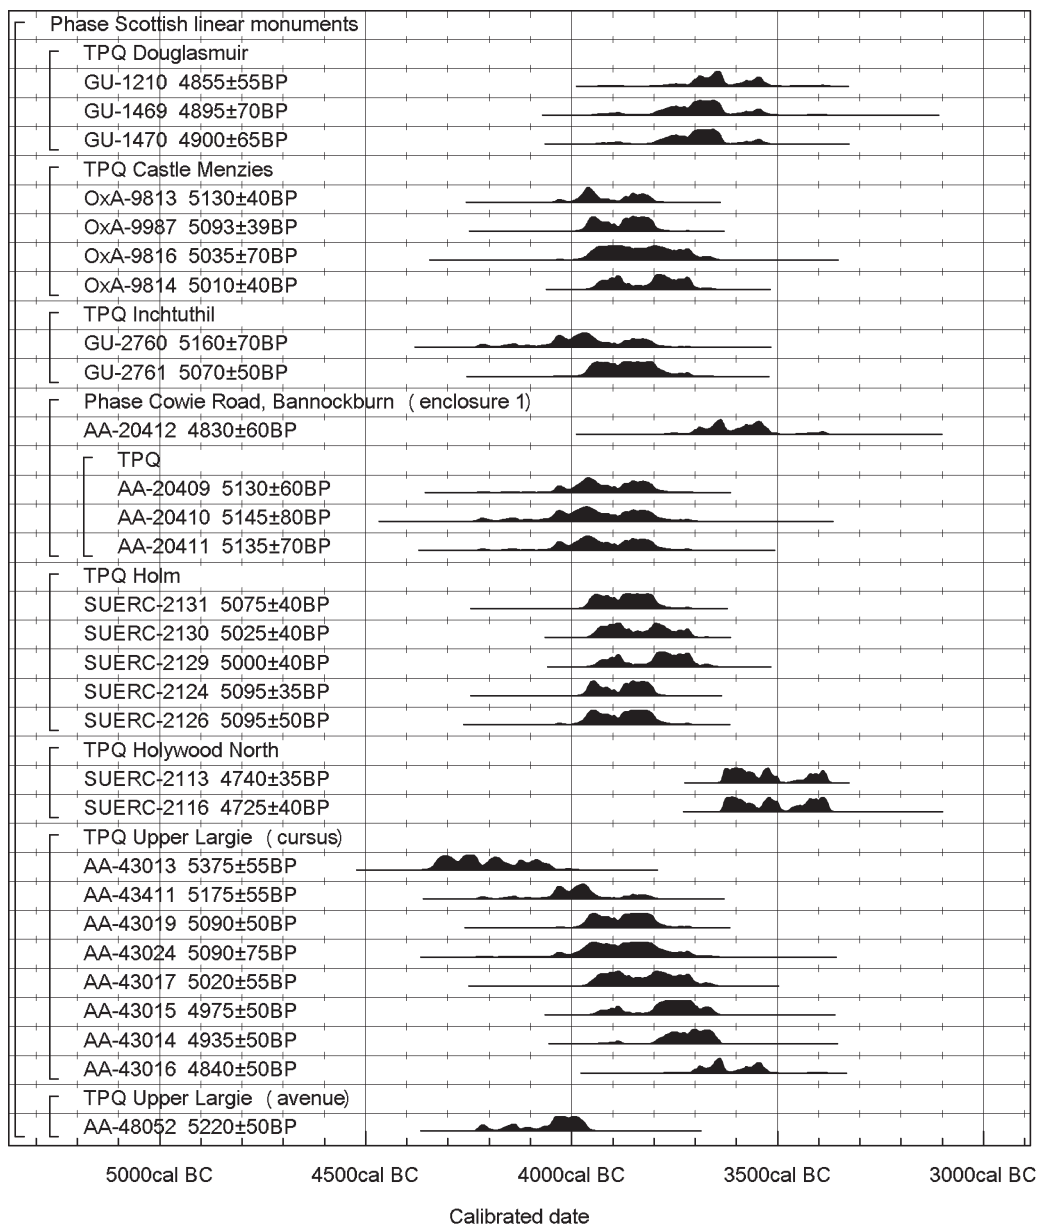 Phase Scottish linear monuments
TPQ Douglasmuir
GU-1210 4855±55BP
GU-1469 4895±70BP
GU-1470 4900±65BP
TPQ Castle Menzies
OxA-9813 5130±40BP
OxA-9987 5093±39BP
OxA-9816 5035±70BP
OxA-9814 5010±40BP
TPQ Inchtuthil
GU-2760 5160±70BP
GU-2761 5070±50BP
Phase Cowie Road, Bannockburn (enclosure 1)
AA-20412 4830±60BP
TPQ
AA-20409 5130±60BP
AA-20410 5145±80BP
AA-20411 5135±70BP
TPQ Holm
SUERC-2131 5075±40BP
SUERC-2130 5025±40BP
SUERC-2129 5000±40BP
SUERC-2124 5095±35BP
SUERC-2126 5095±50BP
TPQ Holywood North
SUERC-2113 4740±35BP
SUERC-2116 4725±40BP
TPQ Upper Largie (cursus)
AA-43013 5375±55BP
AA-43411 5175±55BP
AA-43019 5090±50BP
AA-43024 5090±75BP
AA-43017 5020±55BP
AA-43015 4975±50BP
AA-43014 4935±50BP
AA-43016 4840±50BP
TPQ Upper Largie (avenue)
AA-48052 5220±50BP
5000cal BC 4500cal BC 4000cal BC 3500cal BC 3000cal BC
Calibrated date